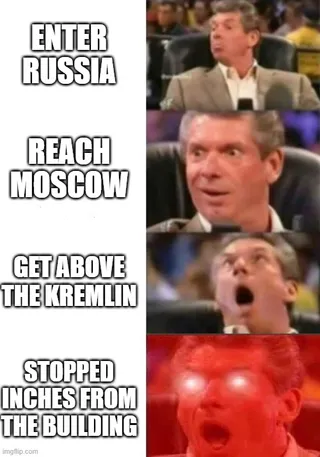 ENTER
RUSSIA
REACH
MOSCOW
GET ABOVE
THE KREMLIN
STOPPED
INCHES FROM
THE BUILDING
imgflip.com